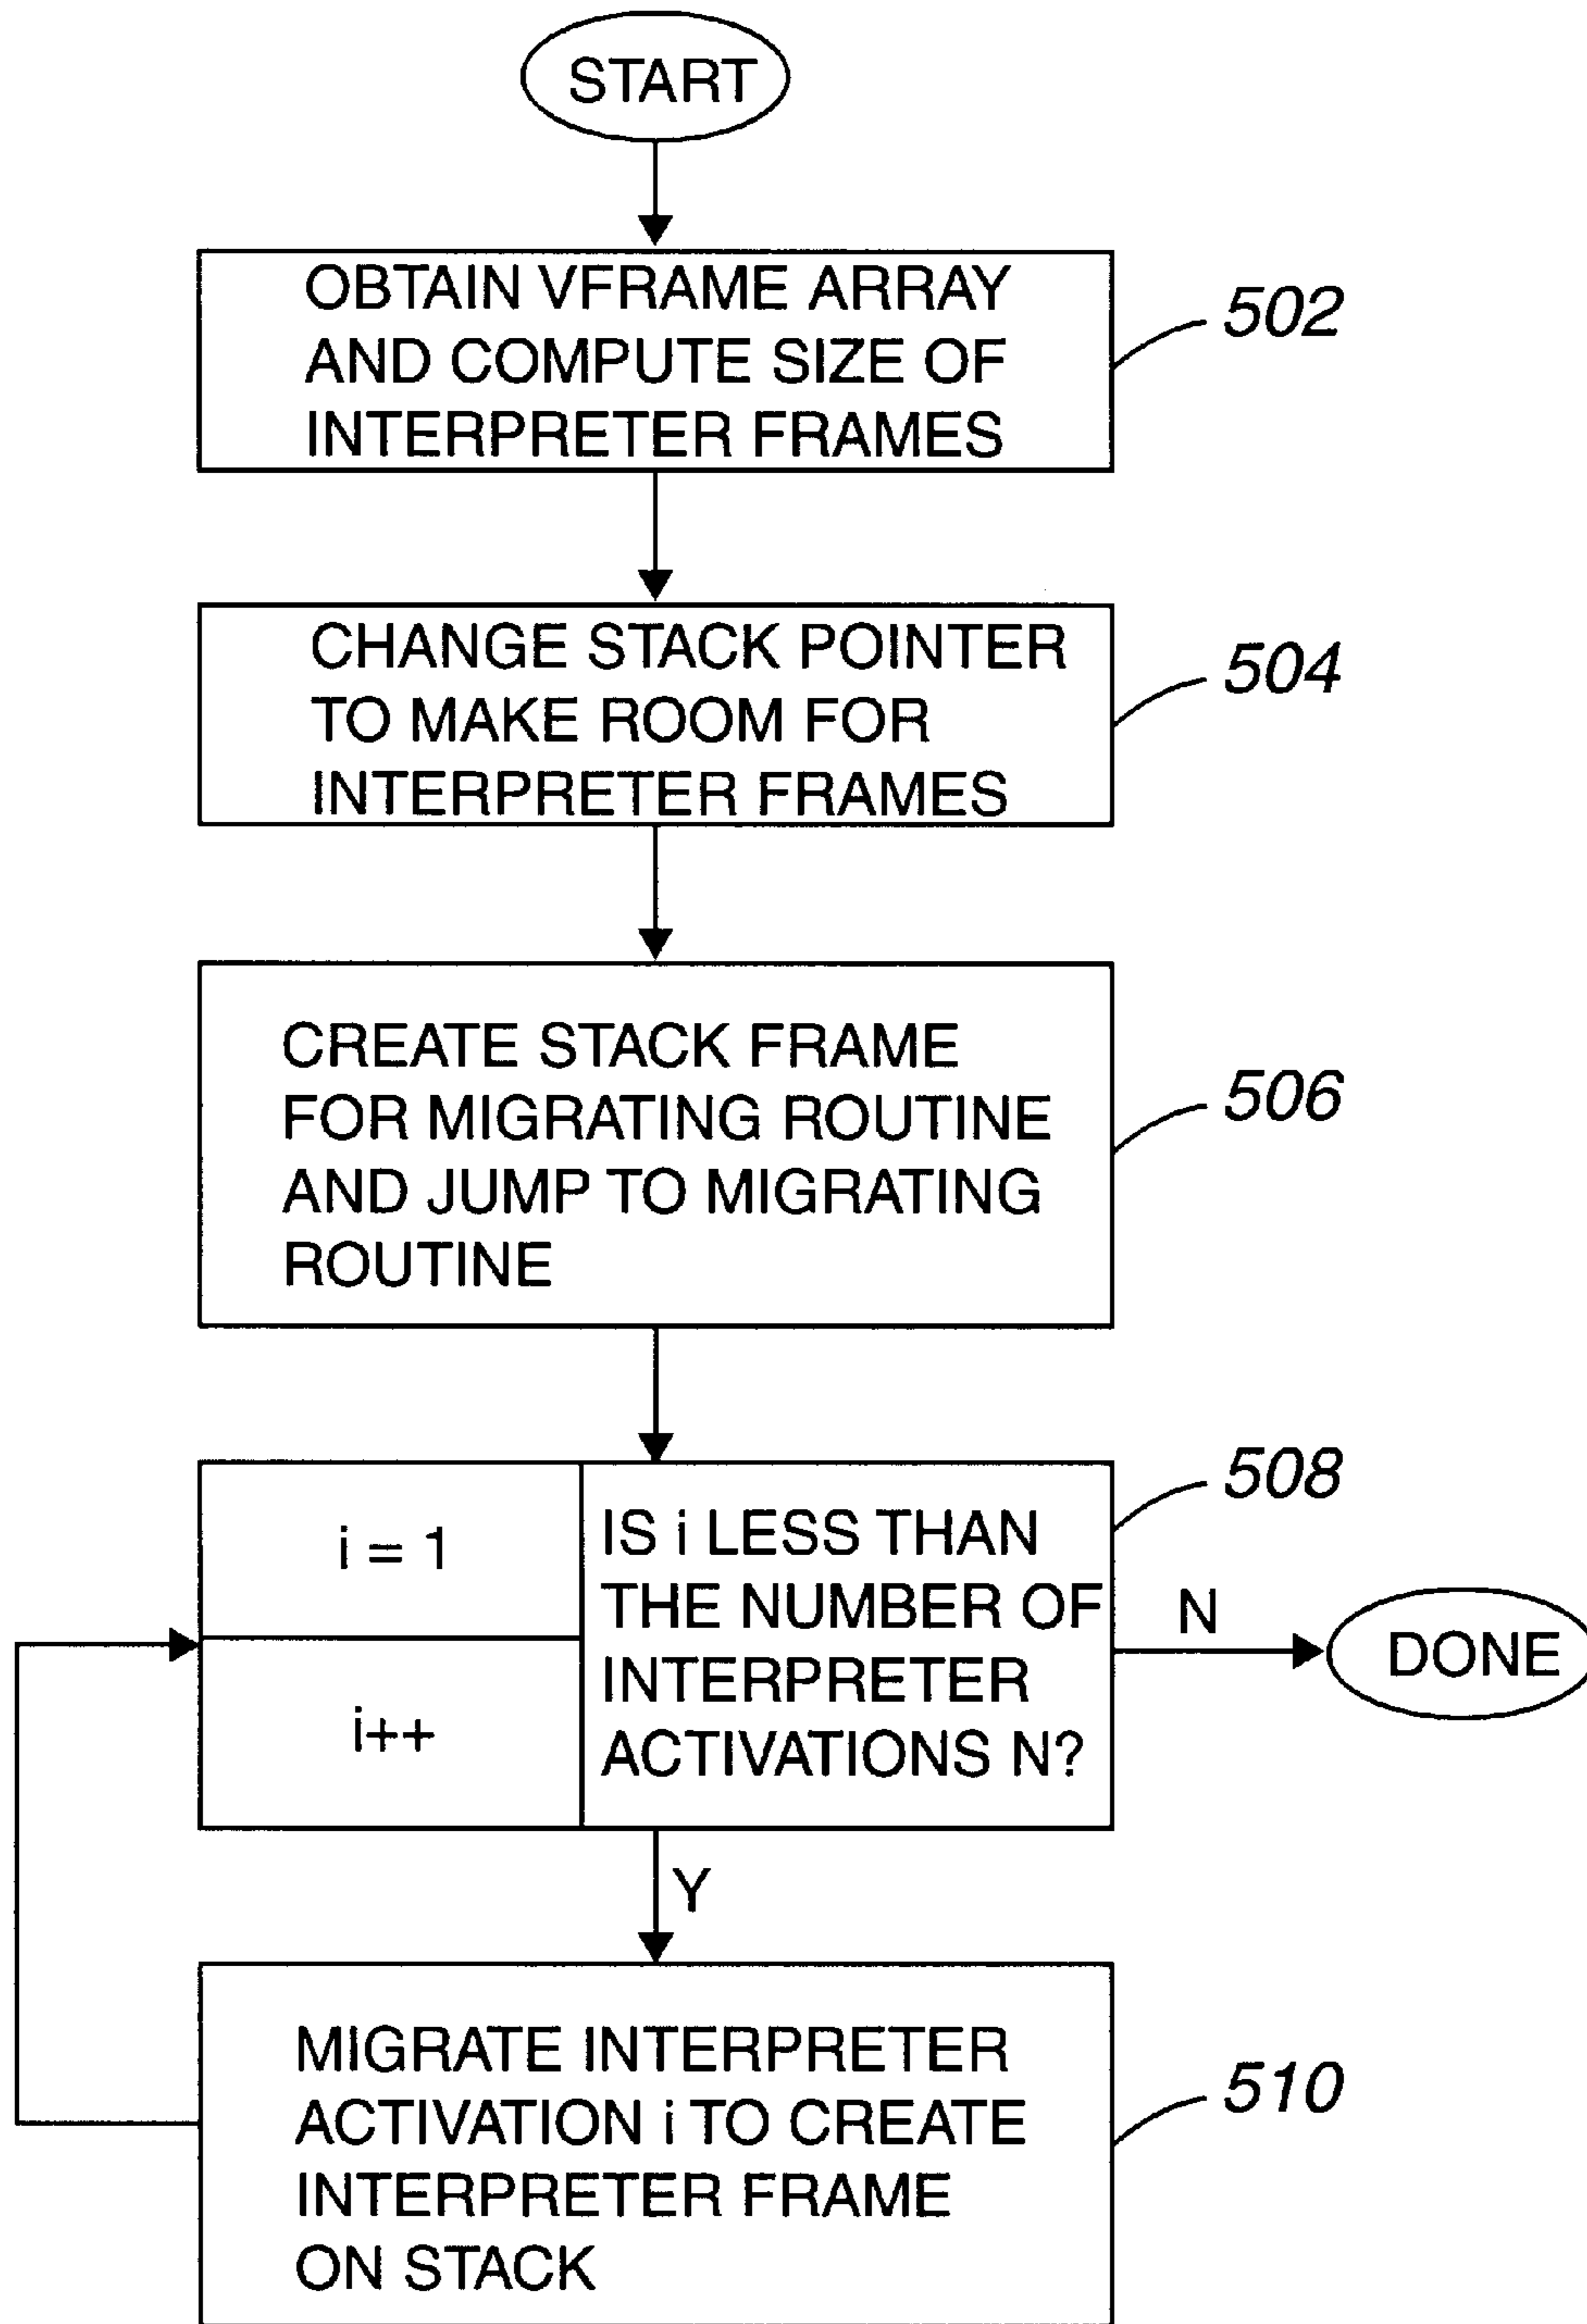 START
OBTAIN VFRAME ARRAY
AND COMPUTE SIZE OF
INTERPRETER FRAMES
502
CHANGE STACK POINTER
TO MAKE ROOM FOR
INTERPRETER FRAMES
504
CREATE STACK FRAME
FOR MIGRATING ROUTINE
AND JUMP TO MIGRATING
ROUTINE
506
i = 1
i++
IS i LESS THAN
THE NUMBER OF
INTERPRETER
ACTIVATIONS N?
508
N
DONE
Y
MIGRATE INTERPRETER
ACTIVATION i TO CREATE
INTERPRETER FRAME
ON STACK
510